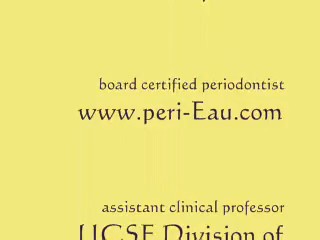 board certified periodontist
www.peri-Eau.com
assistant clinical professor
UCSF Division of